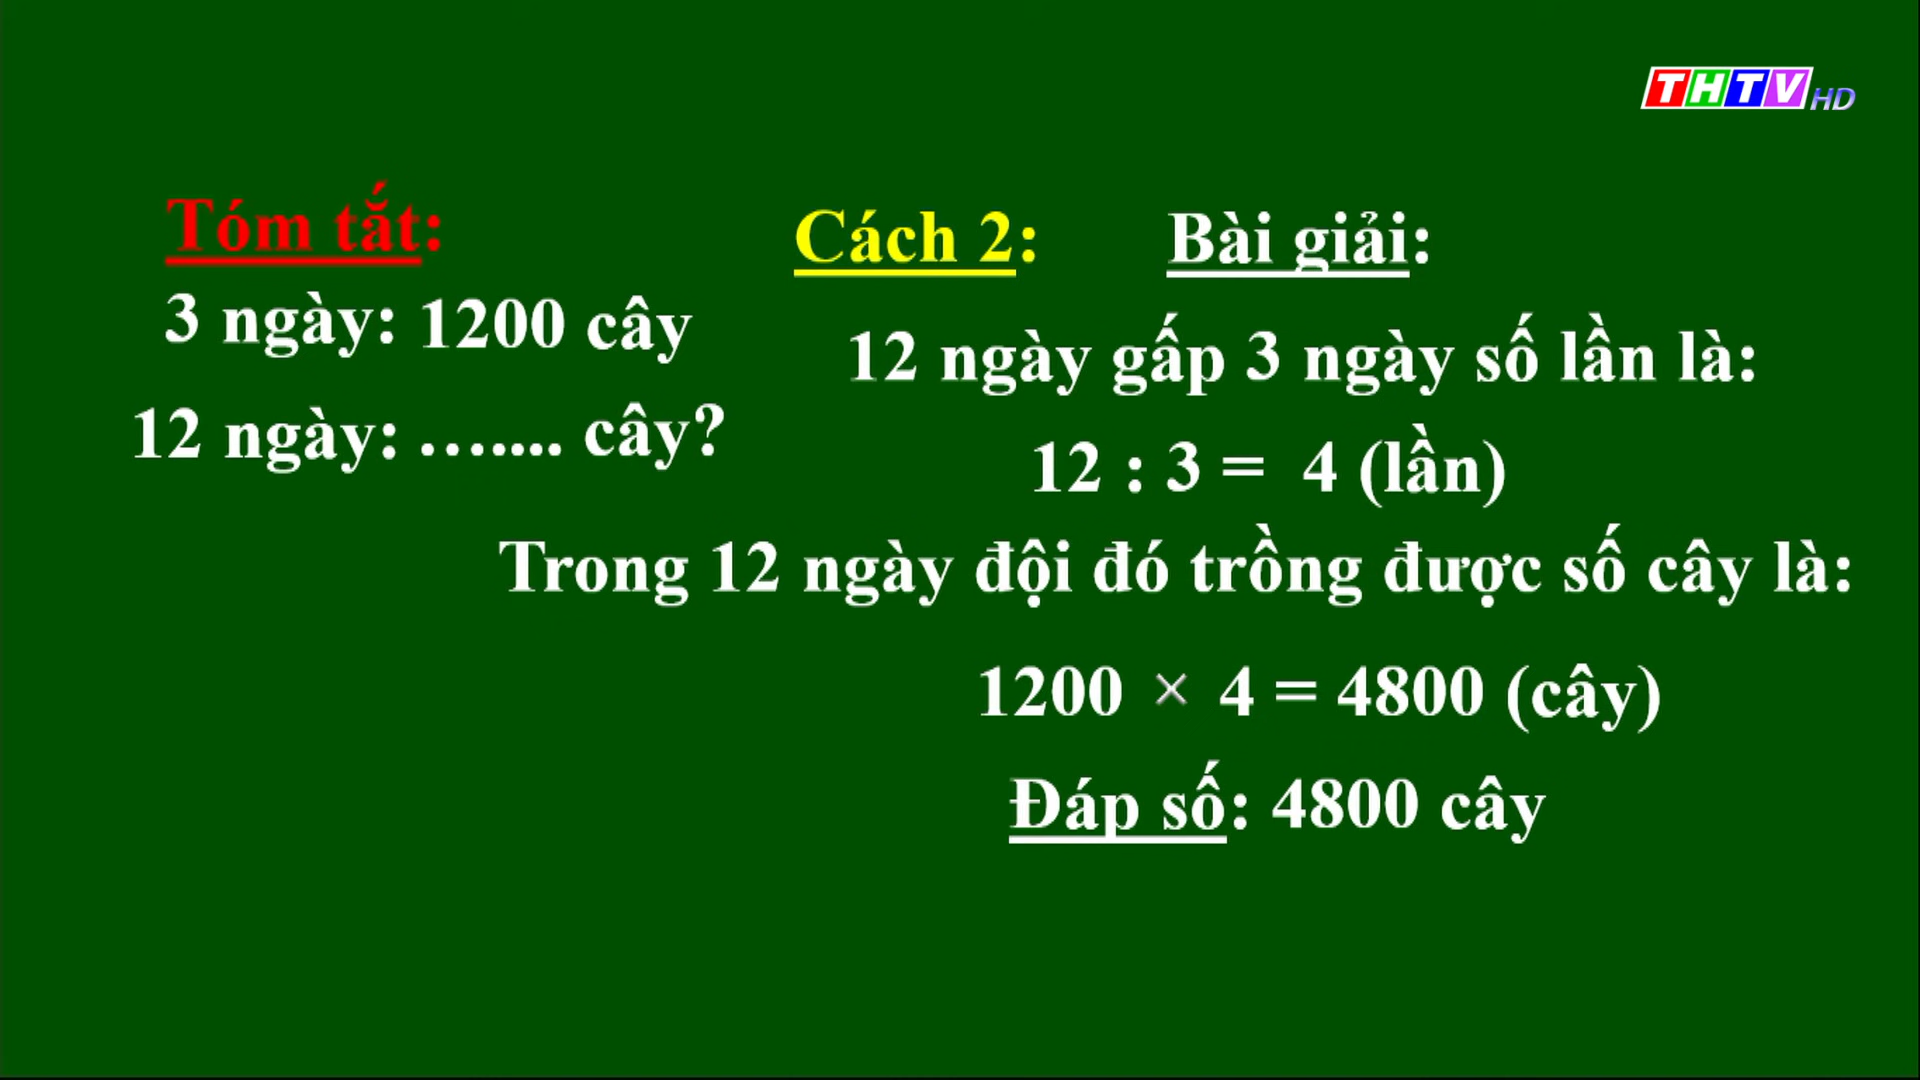 THTV HD
Tóm tắt:
3 ngày: 1200 cây
12 ngày: ….... cây?
Cách 2: Bài giải:
12 ngày gấp 3 ngày số lần là:
12 : 3 = 4 (lần)
Trong 12 ngày đội đó trồng được số cây là:
1200 × 4 = 4800 (cây)
Đáp số: 4800 cây